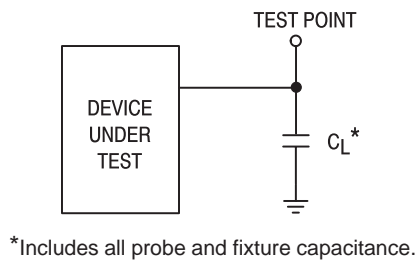 TEST POINT
DEVICE
UNDER
TEST
CL*
*Includes all probe and fixture capacitance.